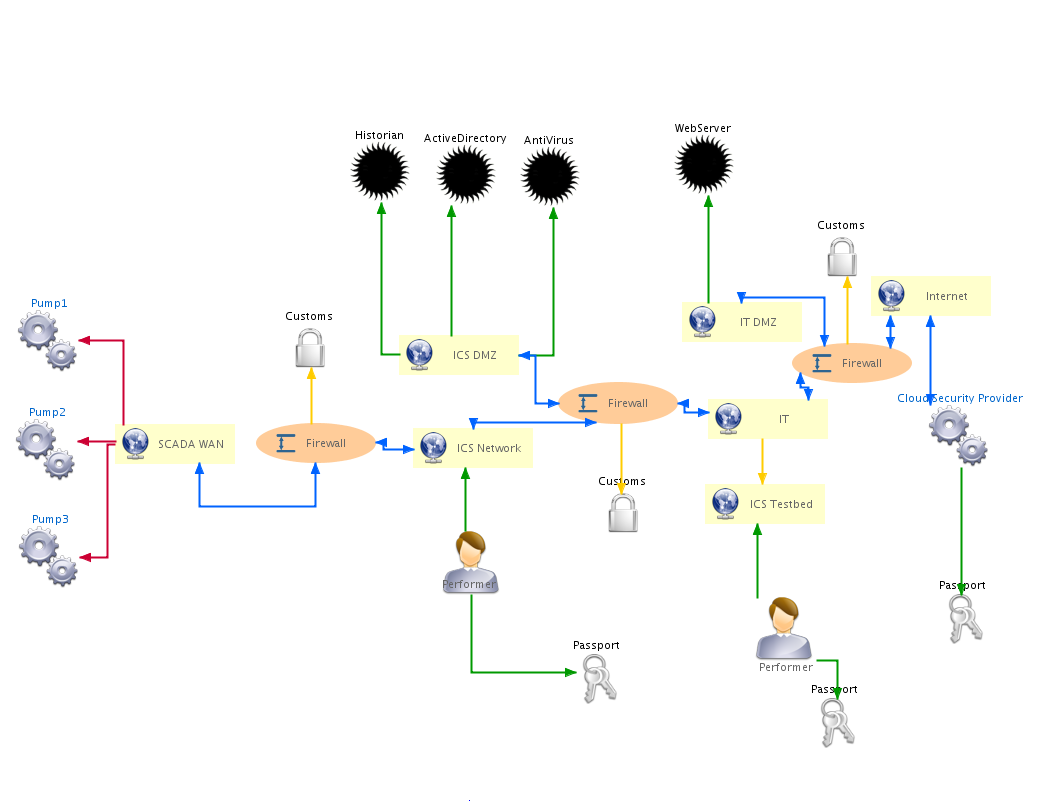 WebServer
Historian
ActiveDirectory
AntiVirus
Customs
Internet
Pump1
Customs
IT DMZ
ICS DMZ
Firewall
Cloud Security Provider
Firewall
Pump2
IT
SCADA WAN
Firewall
ICS Network
Customs
ICS Testbed
Pump3
Performer
Passport
Passport
Performer
Passport